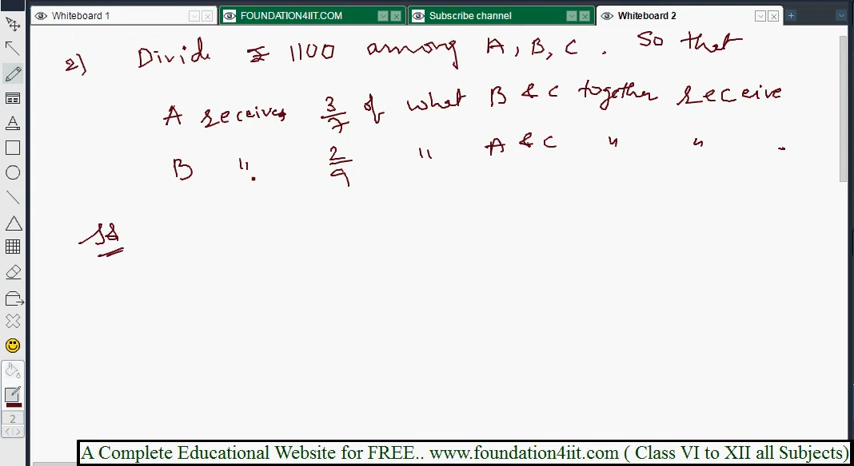 Whiteboard 1
FOUNDATION4IIT.COM
Subscribe channel
Whiteboard 2
2) Divide ₹ 1100 among A, B, C. So that
A receives 3/7 of what B & C together receive
B " 2/9 " A & C " " .
2
A Complete Educational Website for FREE.. www.foundation4iit.com ( Class VI to XII all Subjects)